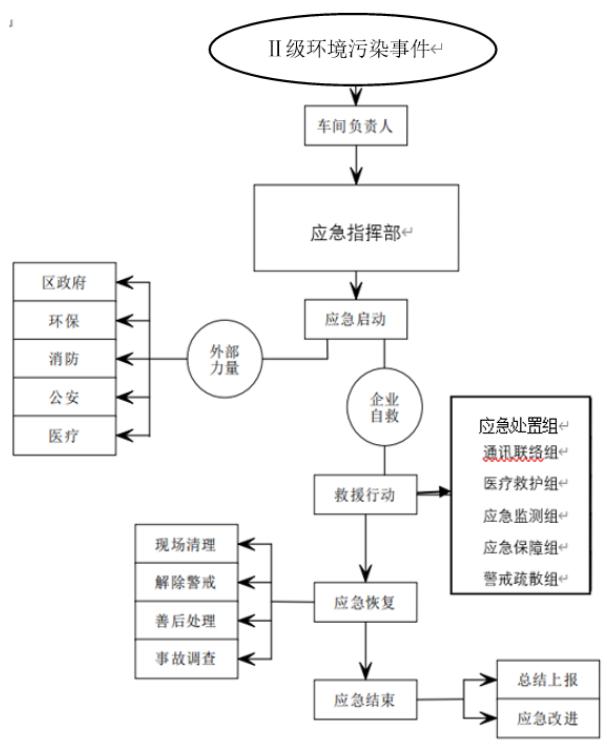 Ⅱ级环境污染事件
车间负责人
应急指挥部
应急启动
外部
力量
区政府
环保
消防
公安
医疗
企业
自救
救援行动
应急处置组
通讯联络组
医疗救护组
应急监测组
应急保障组
警戒疏散组
现场清理
解除警戒
善后处理
事故调查
应急恢复
应急结束
总结上报
应急改进